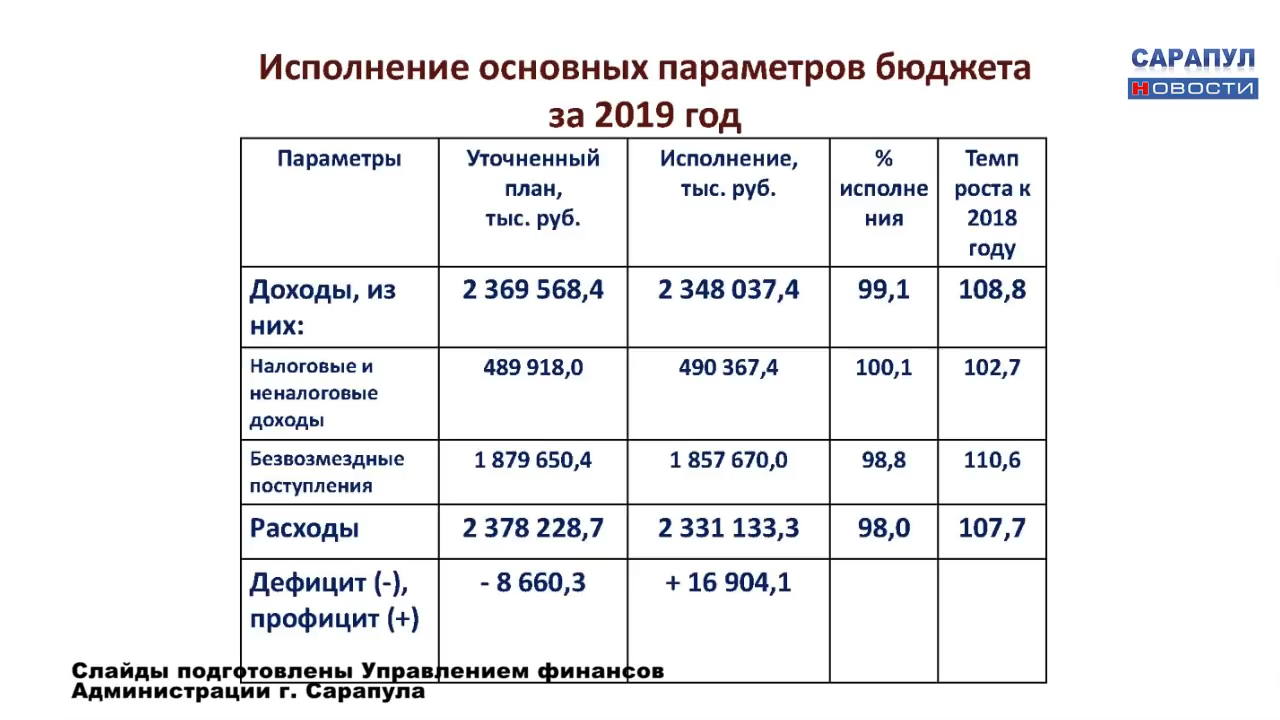 САРАПУЛ
НОВОСТИ
Исполнение основных параметров бюджета
за 2019 год
Параметры
Уточненный
план,
тыс. руб.
Исполнение,
тыс. руб.
%
исполне
ния
Темп
роста к
2018
году
Доходы, из
них:
2 369 568,4
2 348 037,4
99,1
108,8
Налоговые и
неналоговые
доходы
489 918,0
490 367,4
100,1
102,7
Безвозмездные
поступления
1 879 650,4
1 857 670,0
98,8
110,6
Расходы
2 378 228,7
2 331 133,3
98,0
107,7
Дефицит (-),
профицит (+)
- 8 660,3
+ 16 904,1
Слайды подготовлены Управлением финансов
Администрации г. Сарапула